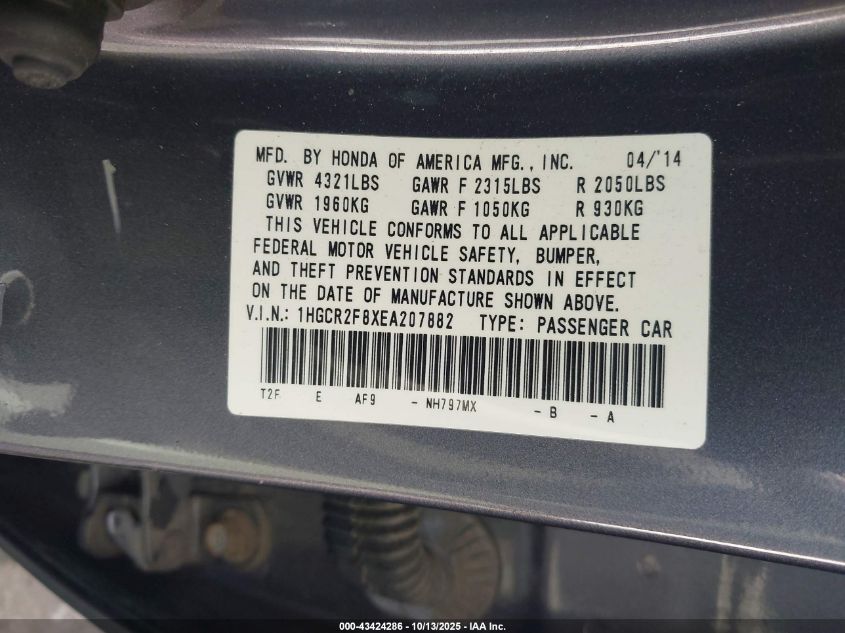 MFD. BY HONDA OF AMERICA MFG., INC. 04/'14
GVWR 4321LBS GAWR F 2315LBS R 2050LBS
GVWR 1960KG GAWR F 1050KG R 930KG
THIS VEHICLE CONFORMS TO ALL APPLICABLE
FEDERAL MOTOR VEHICLE SAFETY, BUMPER,
AND THEFT PREVENTION STANDARDS IN EFFECT
ON THE DATE OF MANUFACTURE SHOWN ABOVE.
V.I.N.: 1HGCR2F8XEA207882 TYPE: PASSENGER CAR
T2F E AF9 - NH797MX - B - A
000-43424286 - 10/13/2025 - IAA Inc.